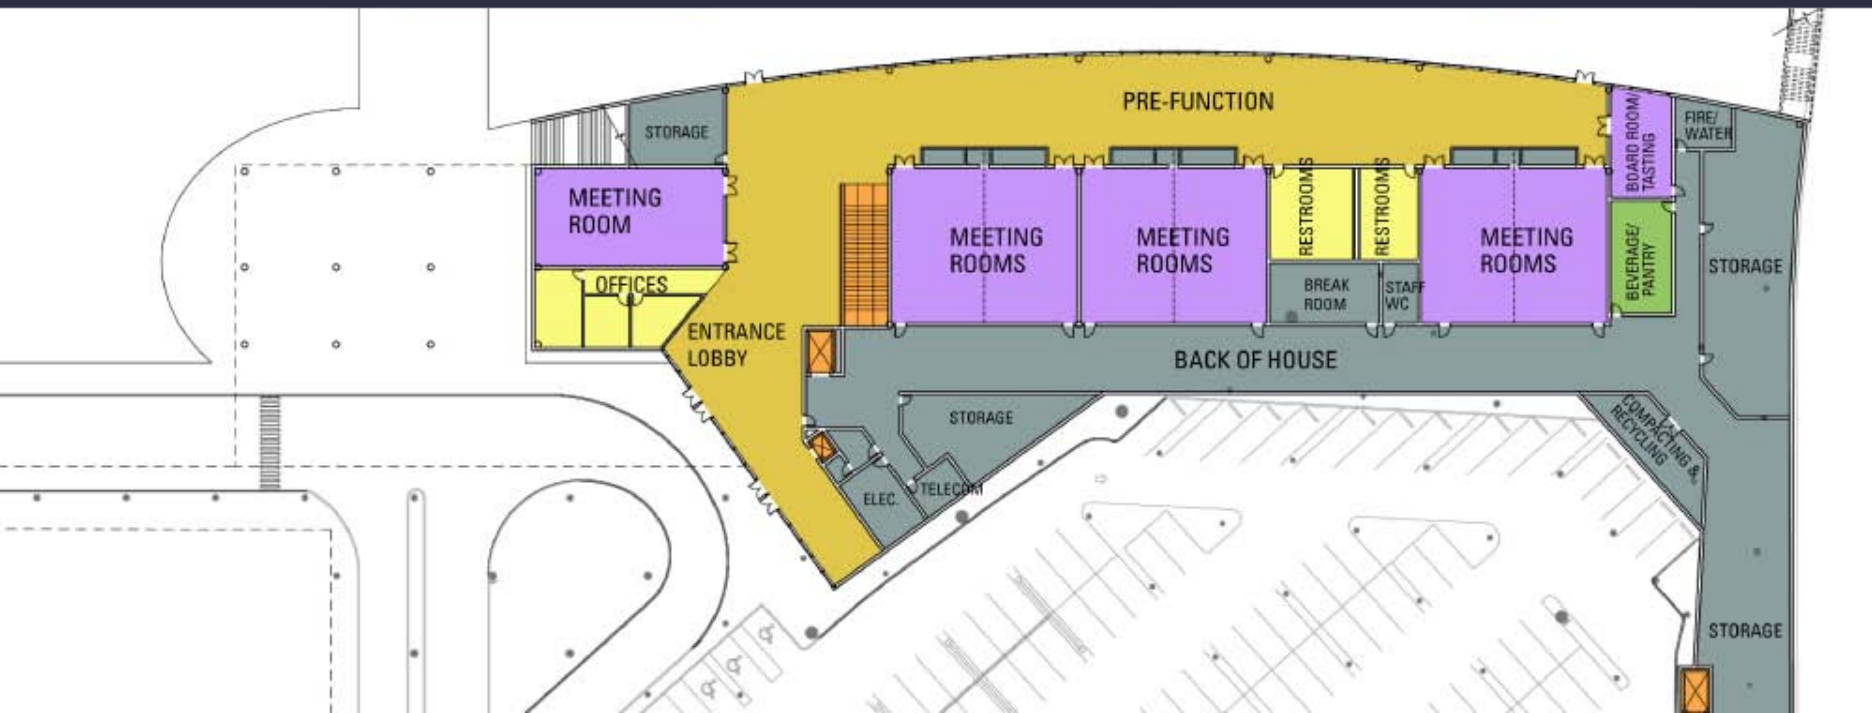 PRE-FUNCTION
STORAGE
MEETING
ROOM
OFFICES
ENTRANCE
LOBBY
MEETING
ROOMS
MEETING
ROOMS
RESTROOMS
RESTROOMS
BREAK
ROOM
STAFF
WC
MEETING
ROOMS
BOARD ROOM/
TASTING
BEVERAGE/
PANTRY
FIRE/
WATER
STORAGE
BACK OF HOUSE
STORAGE
ELEC.
TELECOM
COMPACTING &
RECYCLING
STORAGE